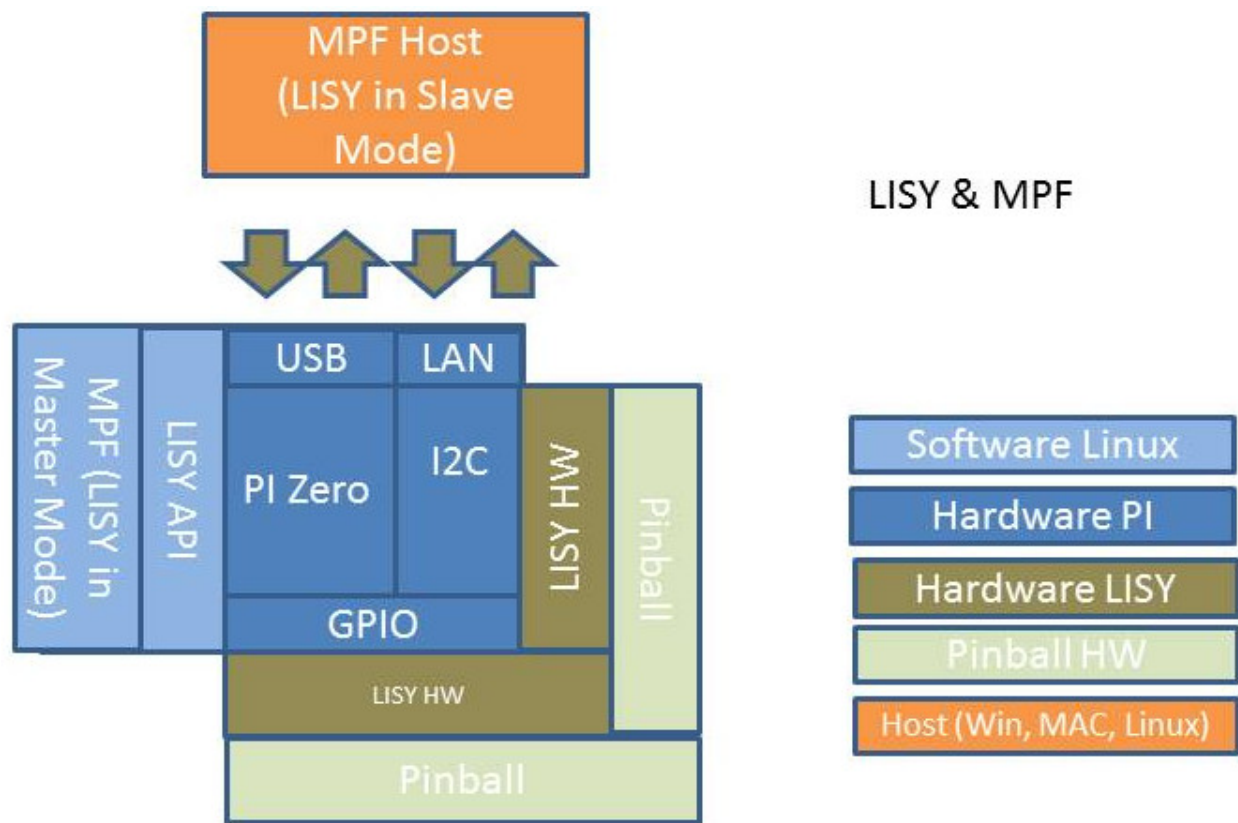 MPF Host
(LISY in Slave
Mode)
LISY & MPF
MPF (LISY in
Master Mode)
LISY API
USB
LAN
PI Zero
I2C
LISY HW
Pinball
GPIO
LISY HW
Pinball
Software Linux
Hardware PI
Hardware LISY
Pinball HW
Host (Win, MAC, Linux)